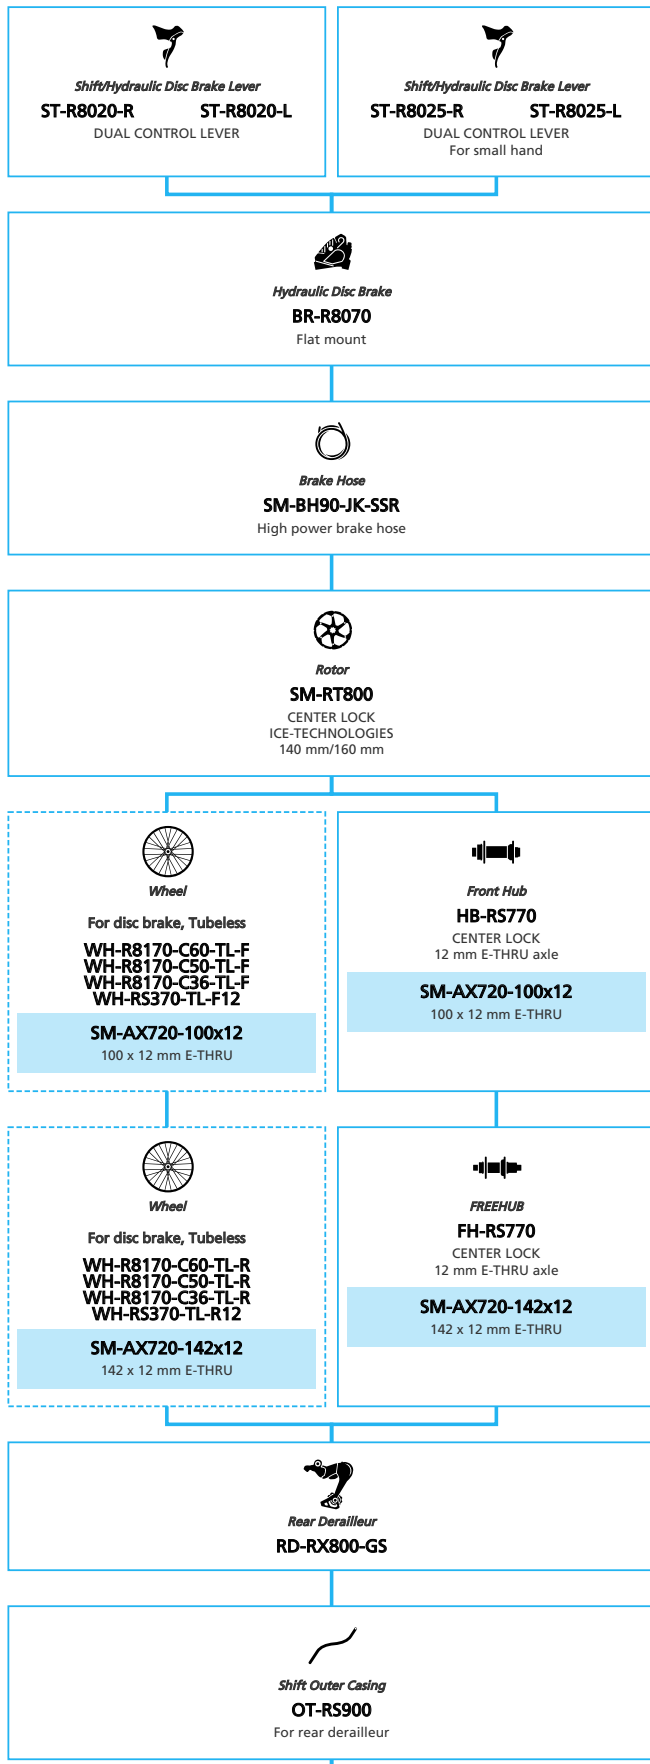 Shift/Hydraulic Disc Brake Lever
ST-R8020-R ST-R8020-L
DUAL CONTROL LEVER
Shift/Hydraulic Disc Brake Lever
ST-R8025-R ST-R8025-L
DUAL CONTROL LEVER
For small hand
Hydraulic Disc Brake
BR-R8070
Flat mount
Brake Hose
SM-BH90-JK-SSR
High power brake hose
Rotor
SM-RT800
CENTER LOCK
ICE-TECHNOLOGIES
140 mm/160 mm
Wheel
For disc brake, Tubeless
WH-R8170-C60-TL-F
WH-R8170-C50-TL-F
WH-R8170-C36-TL-F
WH-RS370-TL-F12
SM-AX720-100x12
100 x 12 mm E-THRU
Front Hub
HB-RS770
CENTER LOCK
12 mm E-THRU axle
SM-AX720-100x12
100 x 12 mm E-THRU
Wheel
For disc brake, Tubeless
WH-R8170-C60-TL-R
WH-R8170-C50-TL-R
WH-R8170-C36-TL-R
WH-RS370-TL-R12
SM-AX720-142x12
142 x 12 mm E-THRU
FREEHUB
FH-RS770
CENTER LOCK
12 mm E-THRU axle
SM-AX720-142x12
142 x 12 mm E-THRU
Rear Derailleur
RD-RX800-GS
Shift Outer Casing
OT-RS900
For rear derailleur